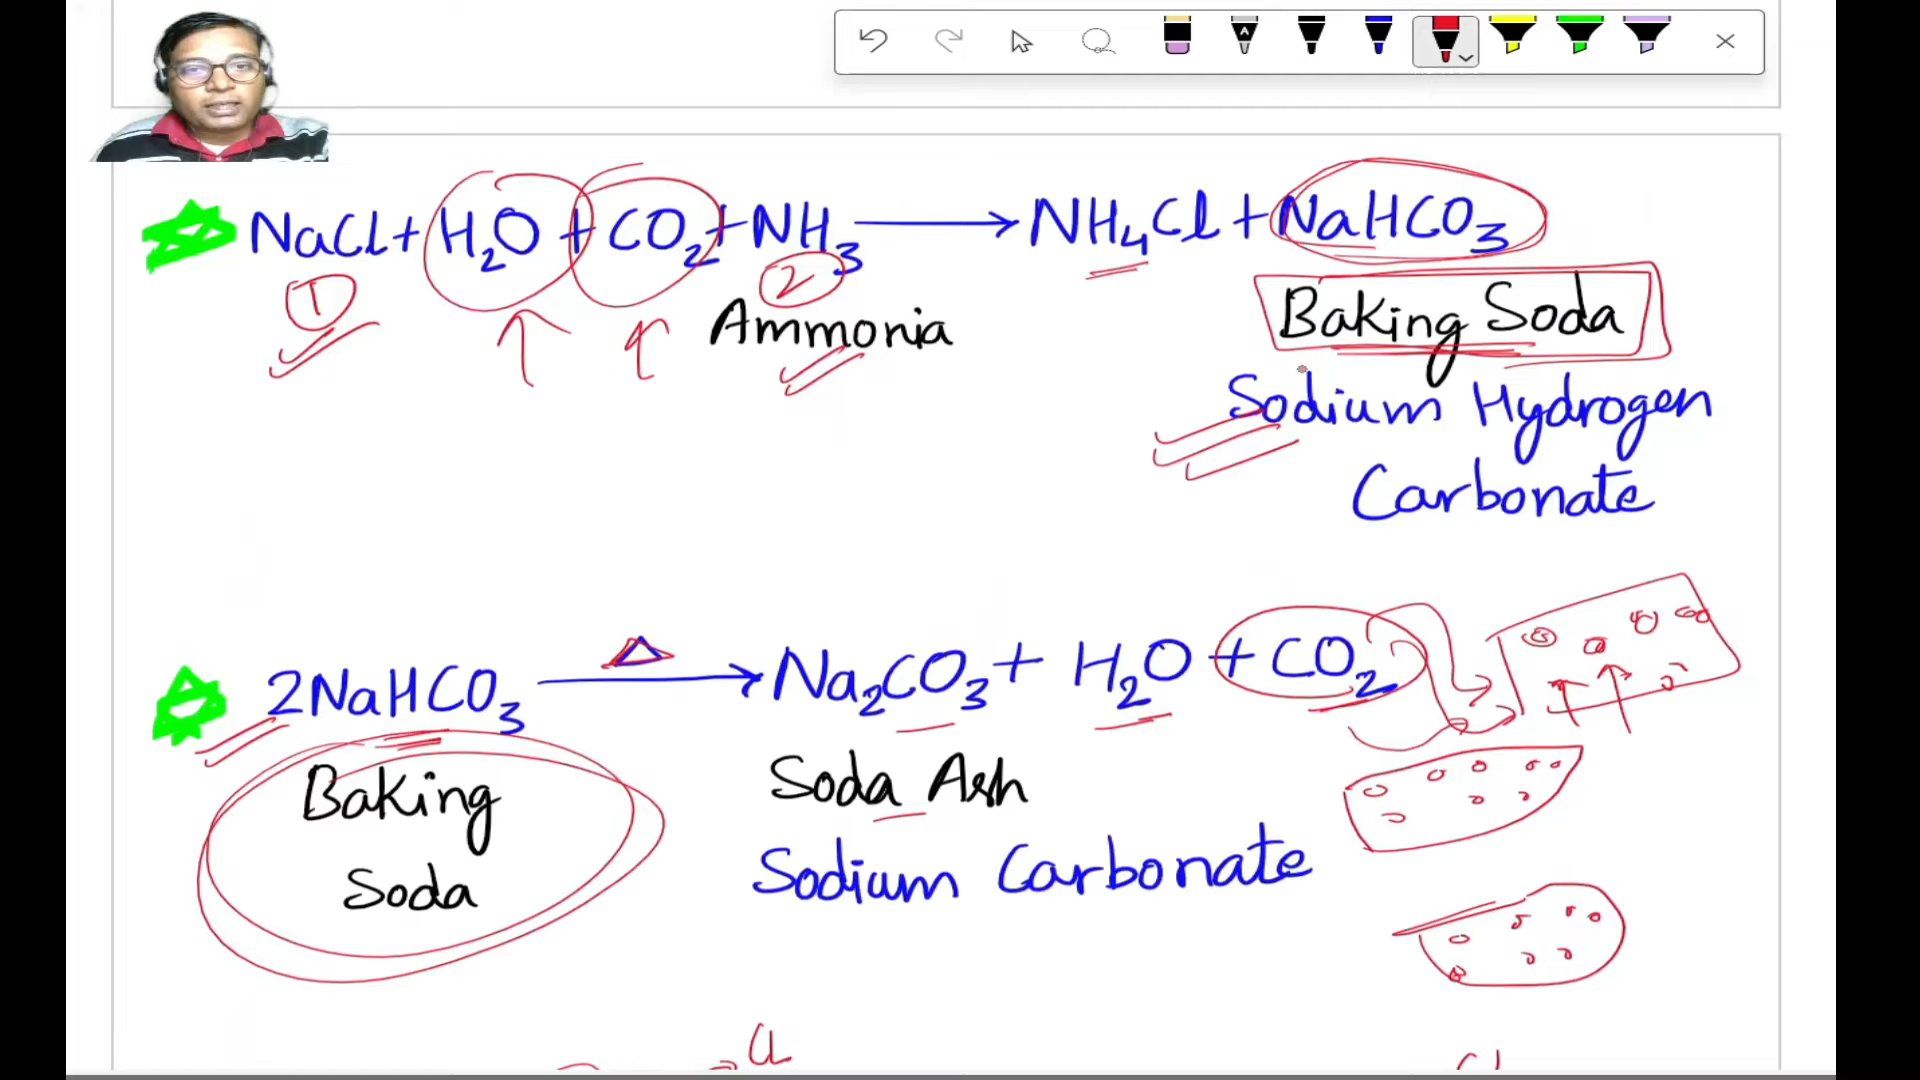 NaCl + H₂O + CO₂ + NH₃ ⟶ NH₄Cl + NaHCO₃
1 2
Ammonia
Baking Soda
Sodium Hydrogen
Carbonate
2NaHCO₃ —Δ⟶ Na₂CO₃ + H₂O + CO₂
Baking
Soda
Soda Ash
Sodium Carbonate
Cl